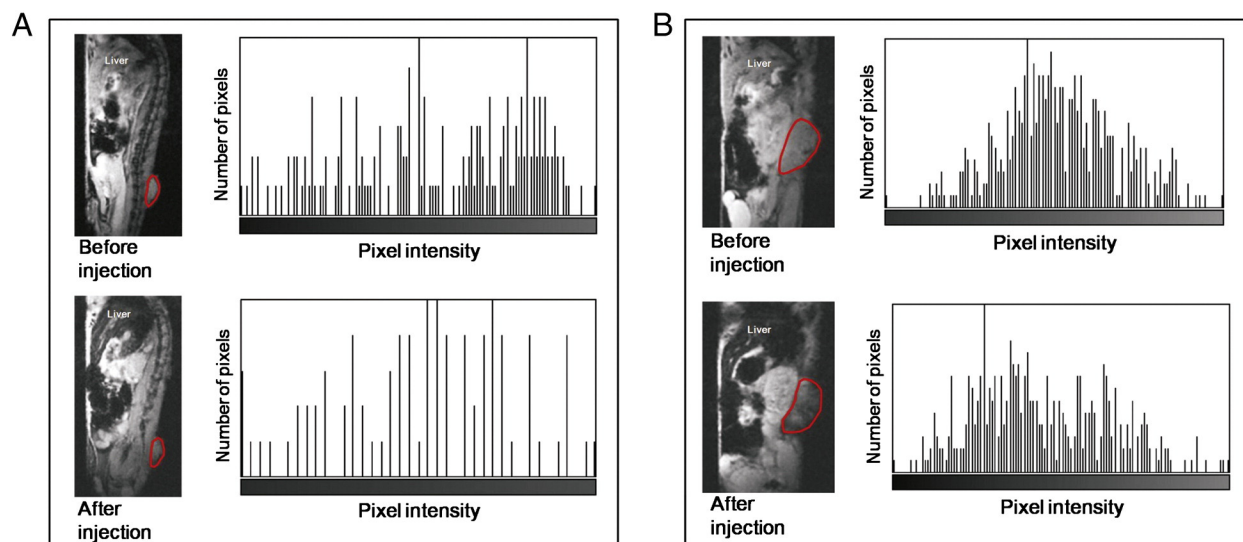 A
Liver
Before
injection
Number of pixels
Pixel intensity
Liver
After
injection
Number of pixels
Pixel intensity
B
Liver
Before
injection
Number of pixels
Pixel intensity
Liver
After
injection
Number of pixels
Pixel intensity